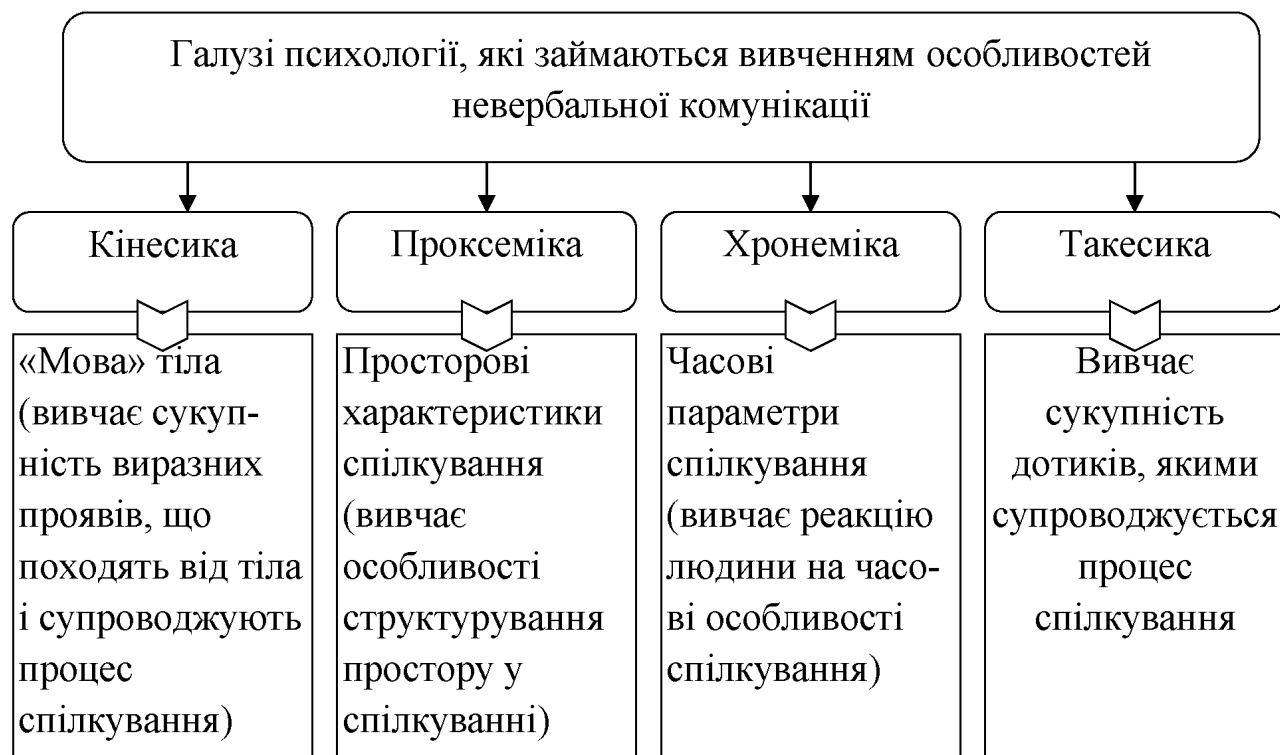 Галузі психології, які займаються вивченням особливостей
невербальної комунікації
Кінесика
Проксеміка
Хронеміка
Такесика
«Мова» тіла
(вивчає сукуп-
ність виразних
проявів, що
походять від тіла
і супроводжують
процес
спілкування)
Просторові
характеристики
спілкування
(вивчає
особливості
структурування
простору у
спілкуванні)
Часові
параметри
спілкування
(вивчає реакцію
людини на часо-
ві особливості
спілкування)
Вивчає
сукупність
дотиків, якими
супроводжується
процес
спілкування